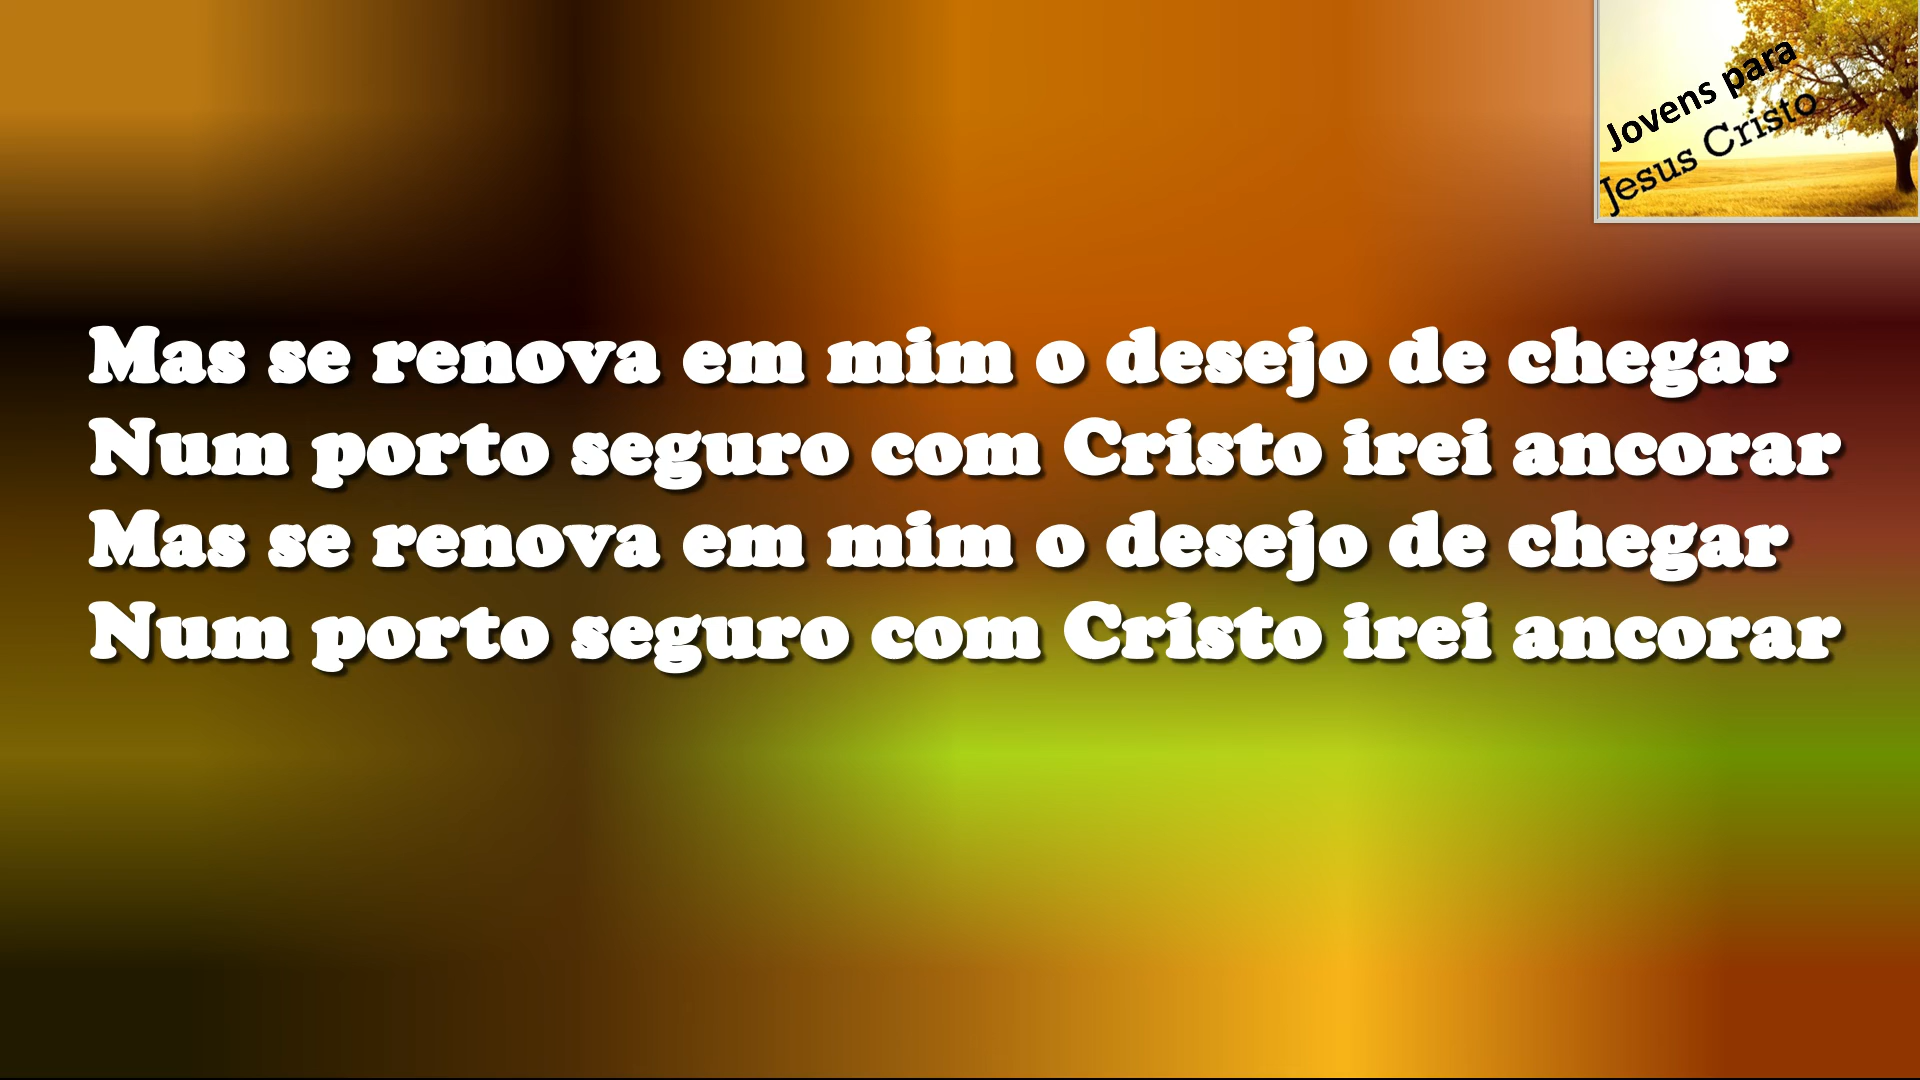 Jovens para
Jesus Cristo
Mas se renova em mim o desejo de chegar
Num porto seguro com Cristo irei ancorar
Mas se renova em mim o desejo de chegar
Num porto seguro com Cristo irei ancorar